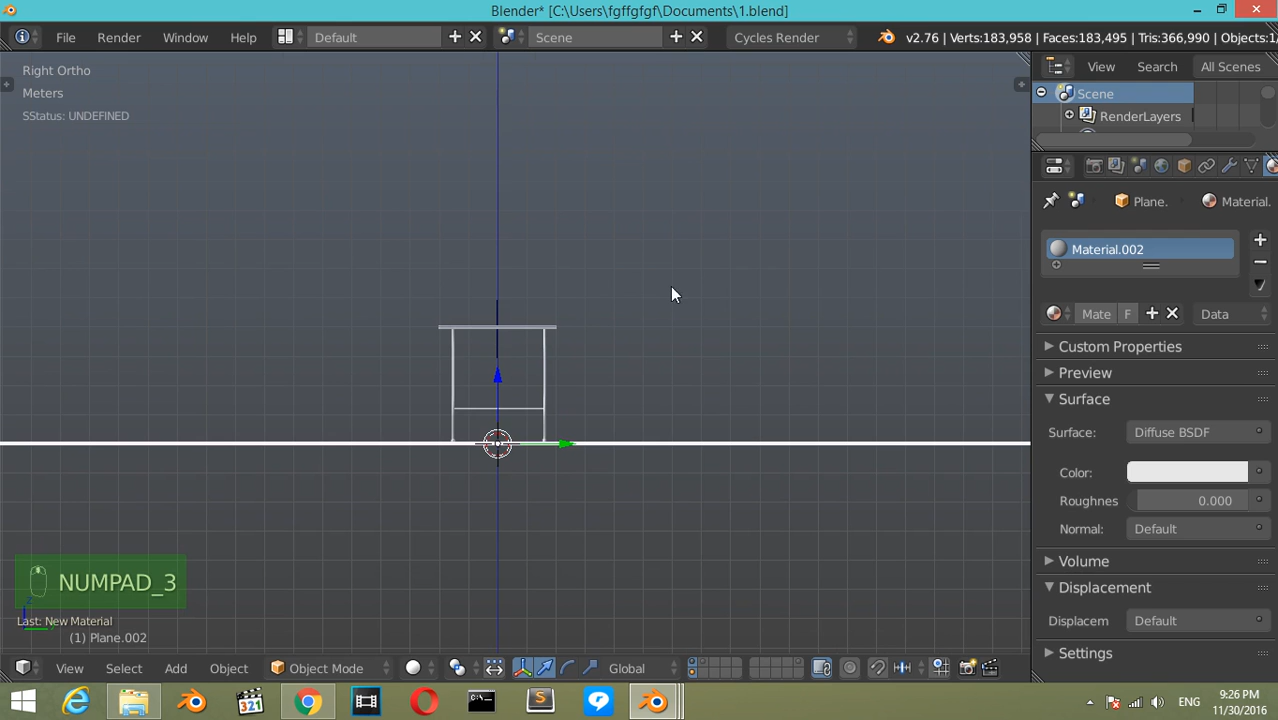 Blender* [C:\Users\fgffgfgf\Documents\1.blend]
File Render Window Help Default Scene Cycles Render v2.76 | Verts:183,958 | Faces:183,495 | Tris:366,990 | Objects:1/
Right Ortho
Meters
SStatus: UNDEFINED
View Search All Scenes
Scene
RenderLayers
Plane. Material.
Material.002
Mate F Data
Custom Properties
Preview
Surface
Surface: Diffuse BSDF
Color:
Roughnes 0.000
Normal: Default
Volume
Displacement
Displacem Default
Settings
NUMPAD_3
Last: New Material
(1) Plane.002
View Select Add Object Object Mode Global
321
ENG
9:26 PM
11/30/2016